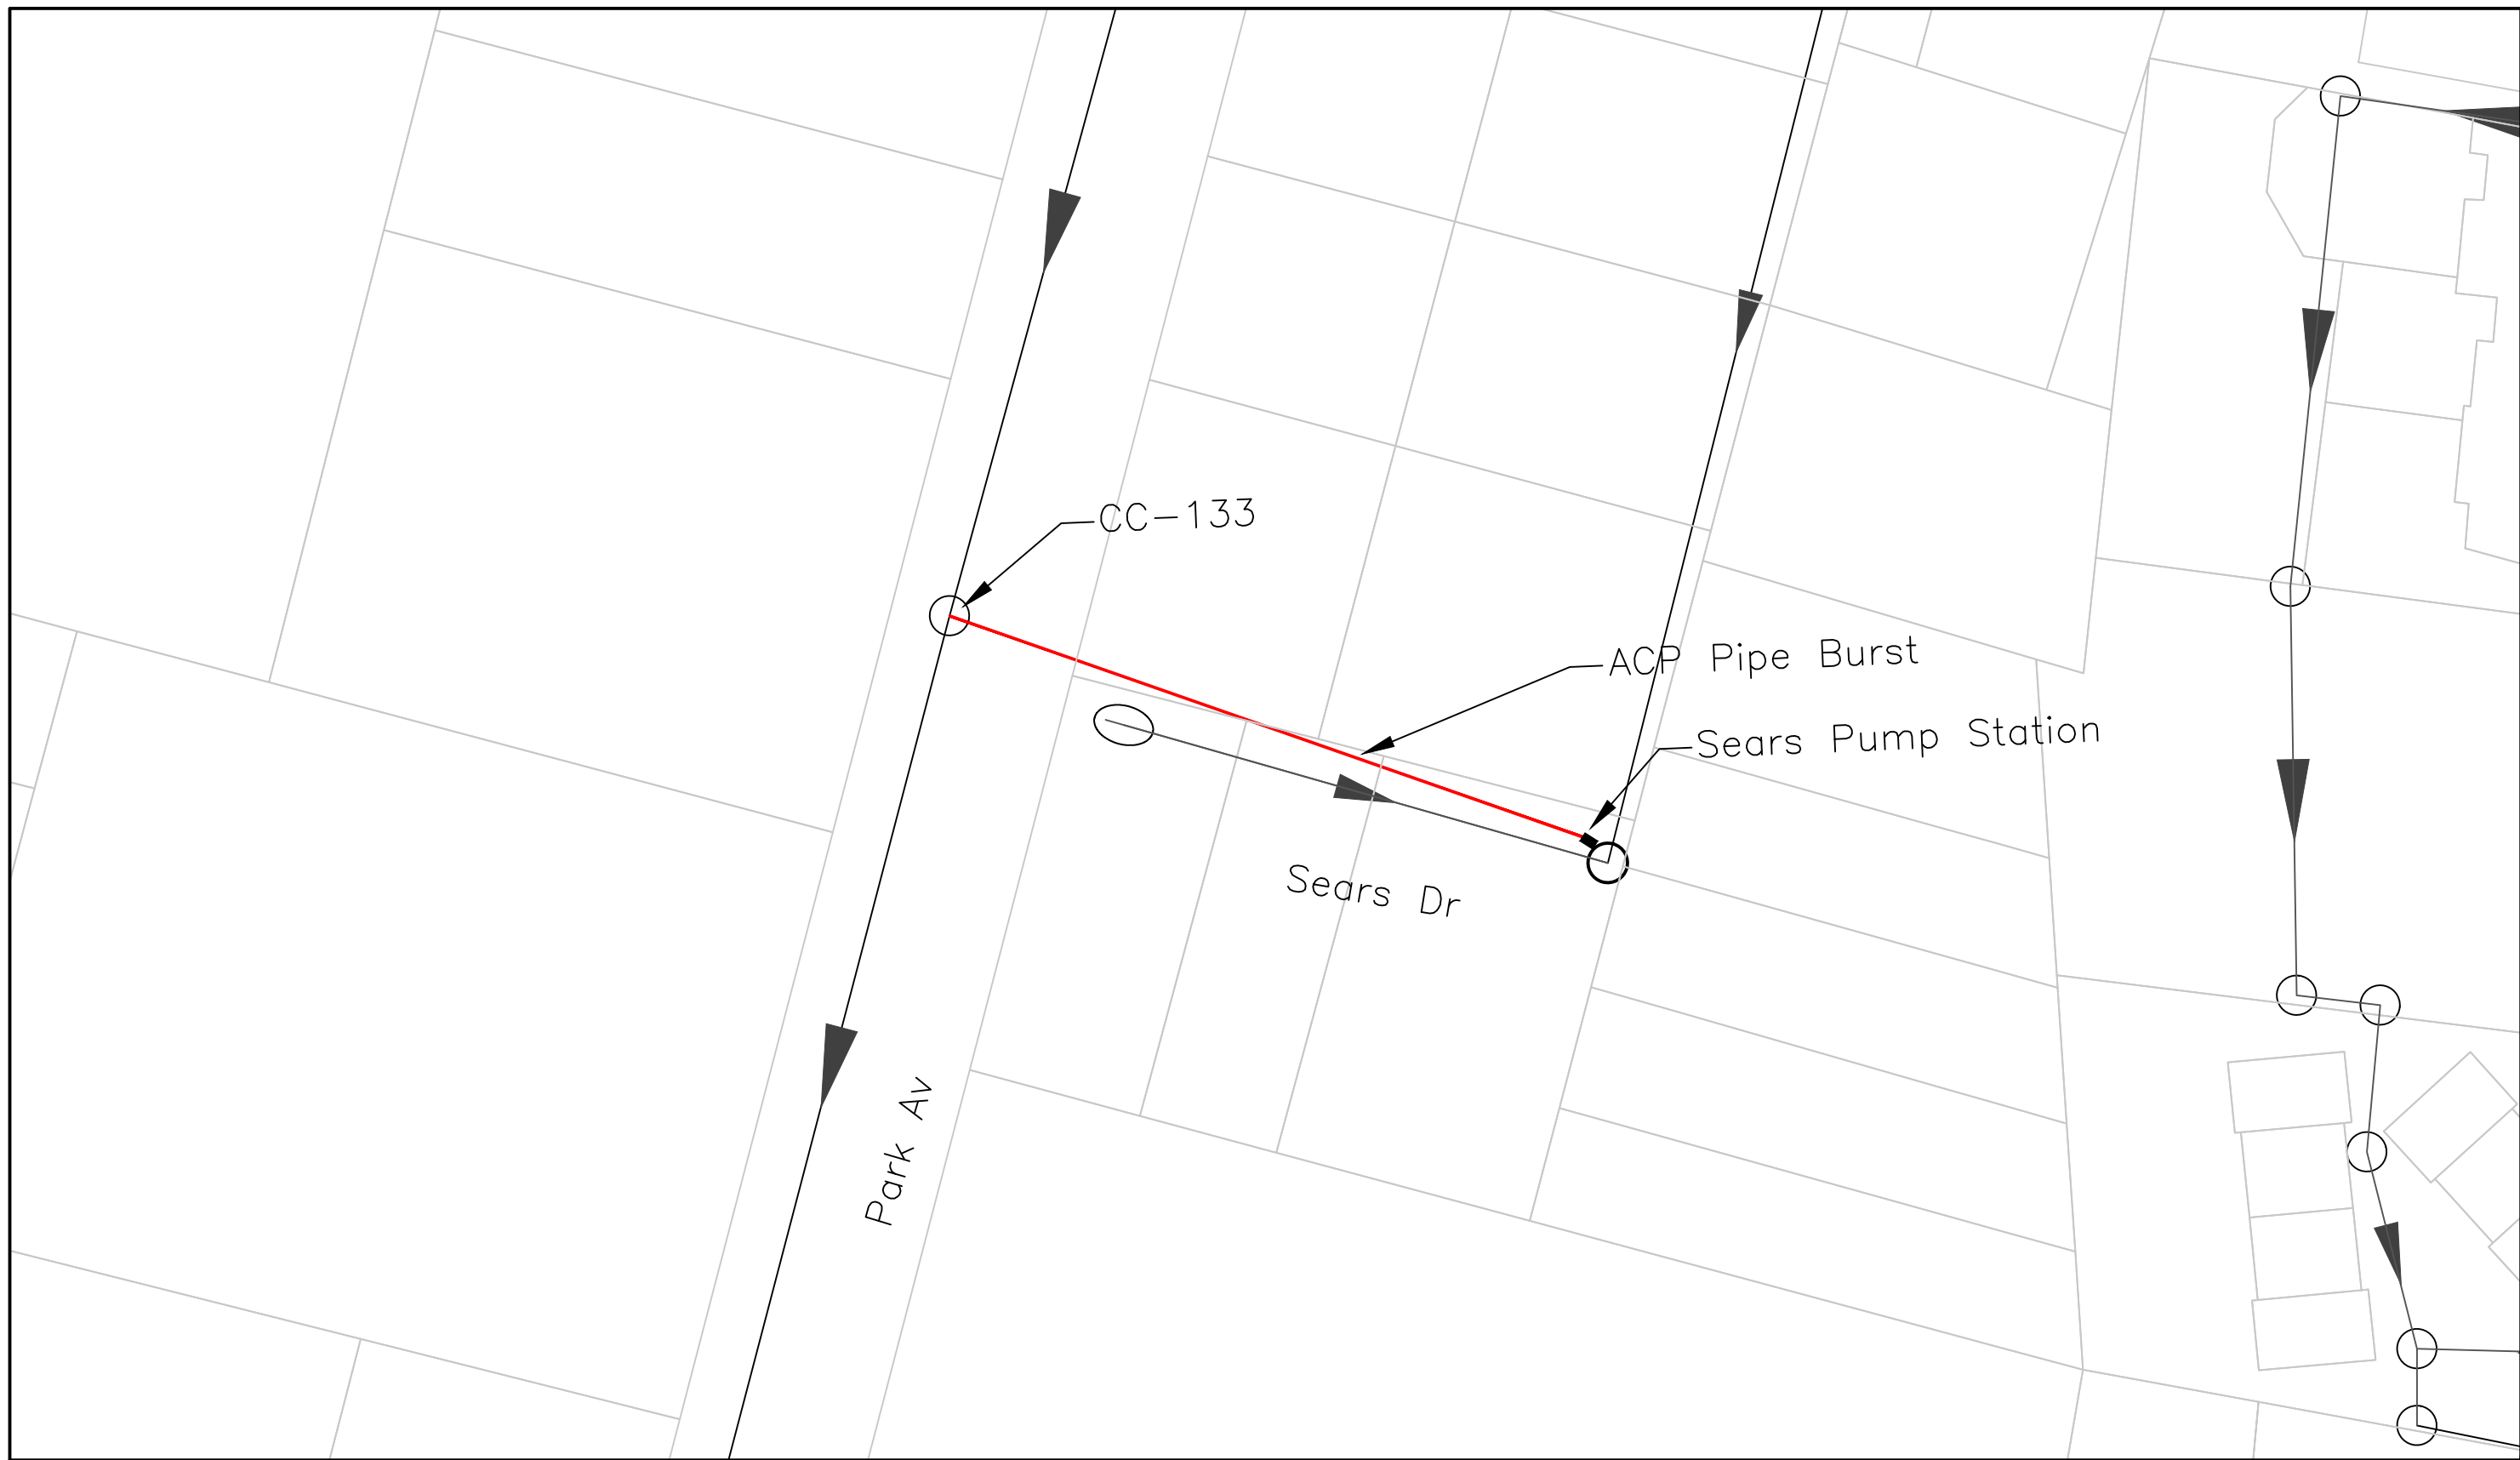 CC-133
ACP Pipe Burst
Sears Pump Station
Sears Dr
Park Av